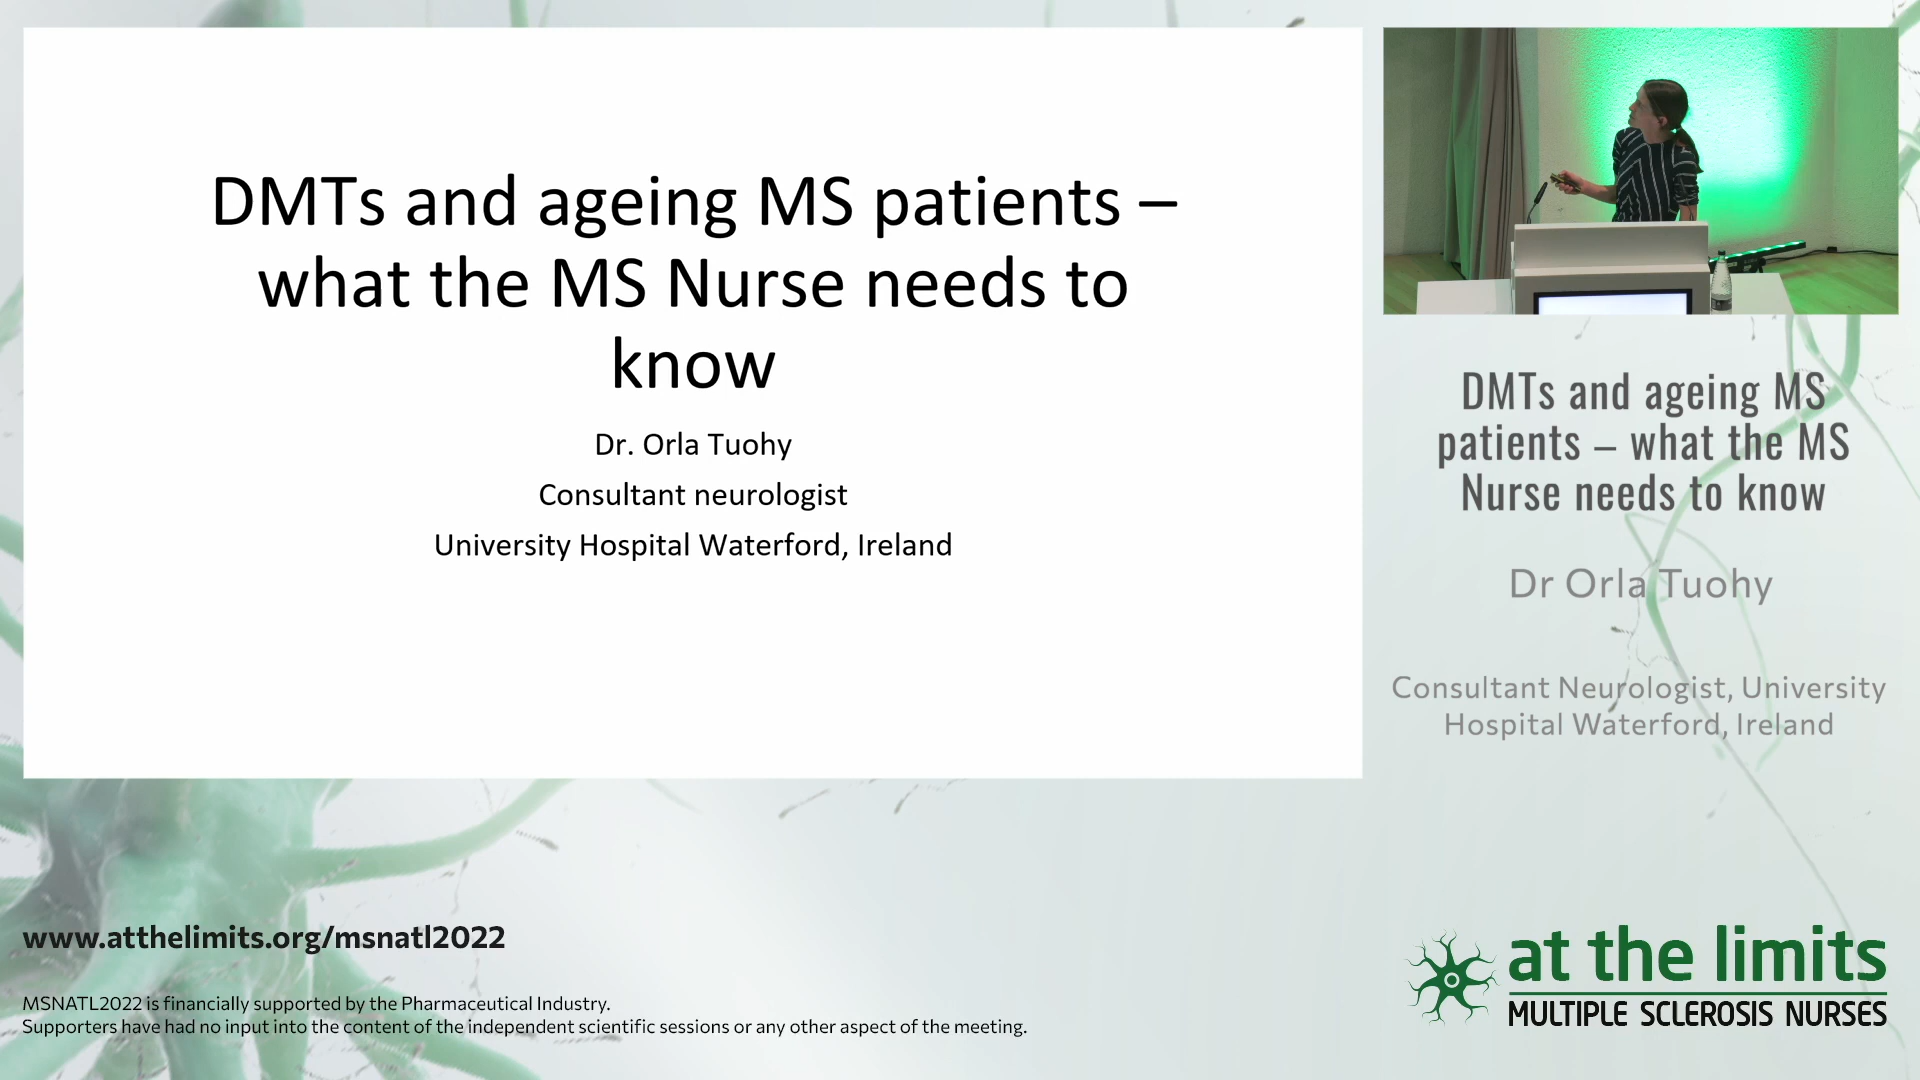 DMTs and ageing MS patients –
what the MS Nurse needs to
know
Dr. Orla Tuohy
Consultant neurologist
University Hospital Waterford, Ireland
DMTs and ageing MS
patients – what the MS
Nurse needs to know
Dr Orla Tuohy
Consultant Neurologist, University
Hospital Waterford, Ireland
www.atthelimits.org/msnatl2022
MSNATL2022 is financially supported by the Pharmaceutical Industry.
Supporters have had no input into the content of the independent scientific sessions or any other aspect of the meeting.
at the limits
MULTIPLE SCLEROSIS NURSES